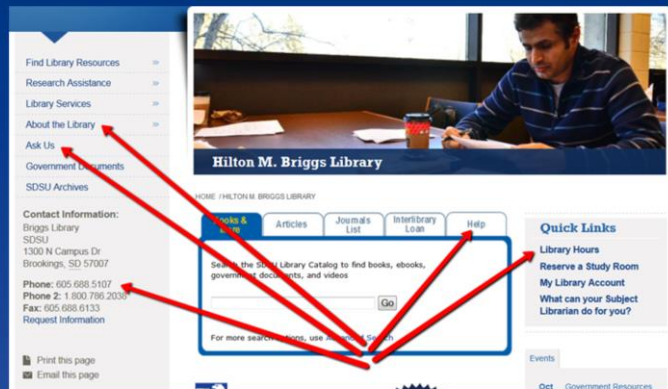 Find Library Resources »
Research Assistance »
Library Services »
About the Library »
Ask Us
Government Documents
SDSU Archives
Contact Information:
Briggs Library
SDSU
1300 N Campus Dr
Brookings, SD 57007
Phone: 605.688.5107
Phone 2: 1.800.786.2038
Fax: 605.688.6133
Request Information
Print this page
Email this page
Hilton M. Briggs Library
HOME / HILTON M. BRIGGS LIBRARY
Books & More
Articles
Journals List
Interlibrary Loan
Help
Search the SDSU Library Catalog to find books, ebooks,
government documents, and videos
Go
For more search options, use Advanced Search
Quick Links
Library Hours
Reserve a Study Room
My Library Account
What can your Subject
Librarian do for you?
Events
Oct Government Resources